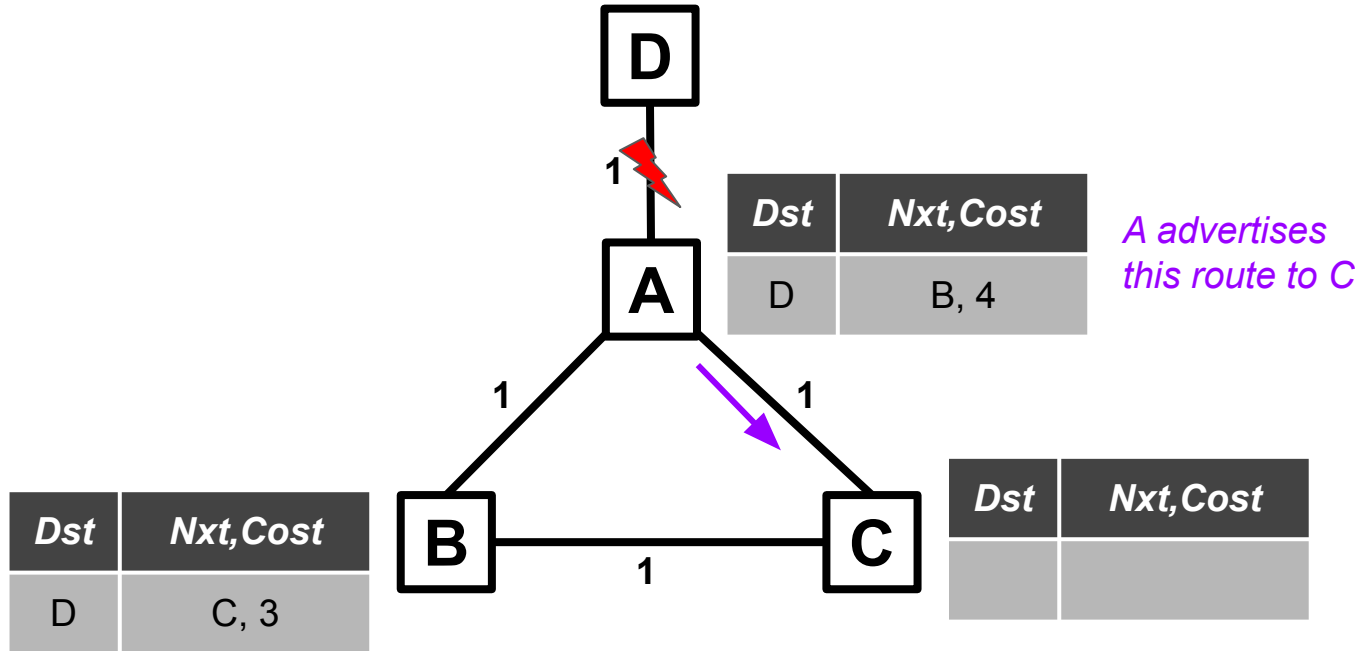 D
1
Dst Nxt,Cost
D B, 4
A advertises
this route to C
A
1
1
Dst Nxt,Cost
Dst Nxt,Cost
D C, 3
B
C
1